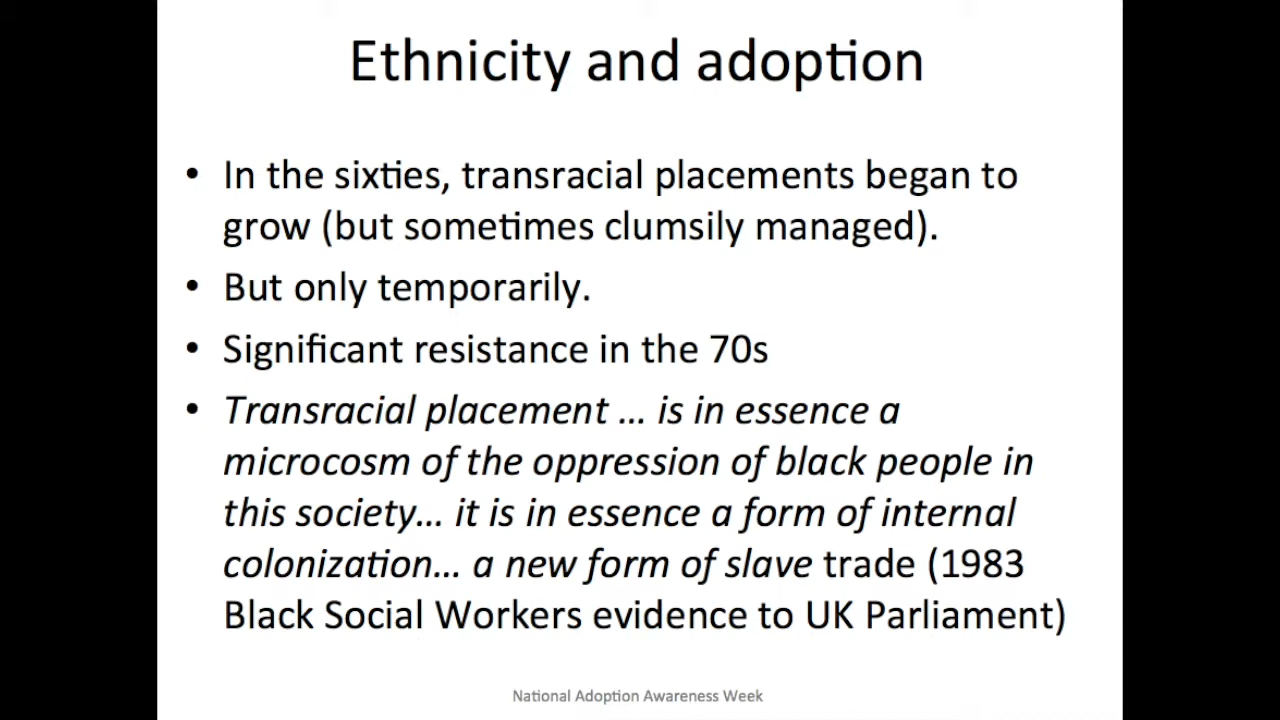 Ethnicity and adoption
• In the sixties, transracial placements began to
grow (but sometimes clumsily managed).
• But only temporarily.
• Significant resistance in the 70s
• Transracial placement … is in essence a
microcosm of the oppression of black people in
this society… it is in essence a form of internal
colonization… a new form of slave trade (1983
Black Social Workers evidence to UK Parliament)
National Adoption Awareness Week